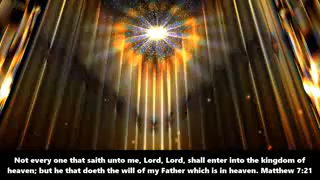 Not every one that saith unto me, Lord, Lord, shall enter into the kingdom of
heaven; but he that doeth the will of my Father which is in heaven. Matthew 7:21